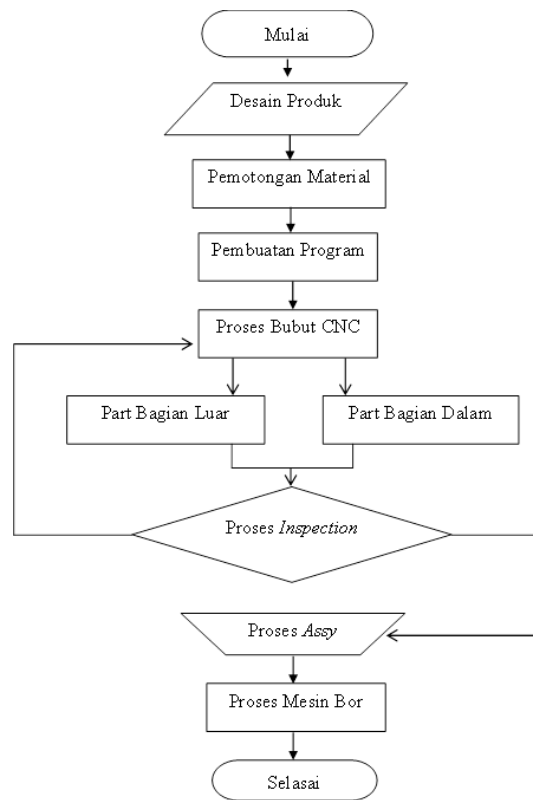 Mulai
Desain Produk
Pemotongan Material
Pembuatan Program
Proses Bubut CNC
Part Bagian Luar
Part Bagian Dalam
Proses Inspection
Proses Assy
Proses Mesin Bor
Selasai